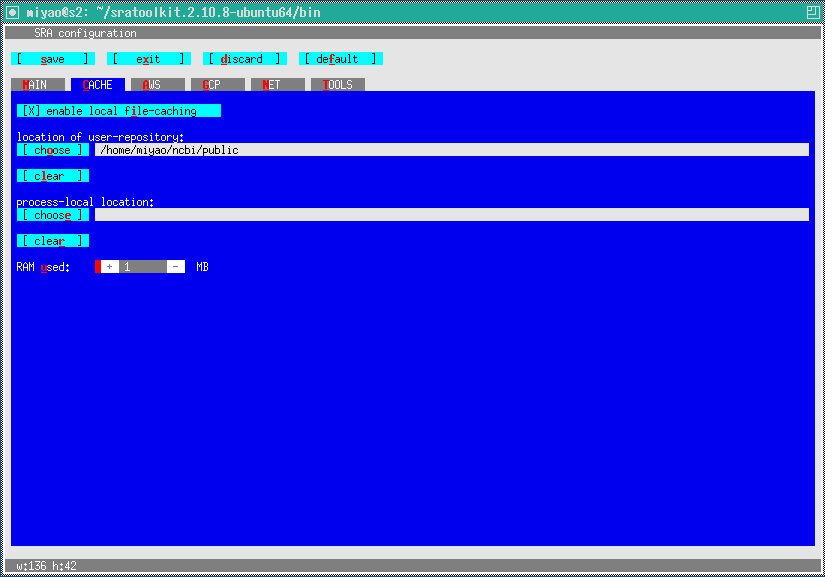 miyao@s2: ~/sratoolkit.2.10.8-ubuntu64/bin
SRA configuration
[ save ] [ exit ] [ discard ] [ default ]
MAIN CACHE AWS GCP NET TOOLS
[X] enable local file-caching
location of user-repository:
[ choose ] /home/miyao/ncbi/public
[ clear ]
process-local location:
[ choose ]
[ clear ]
RAM used: + 1 - MB
w:136 h:42